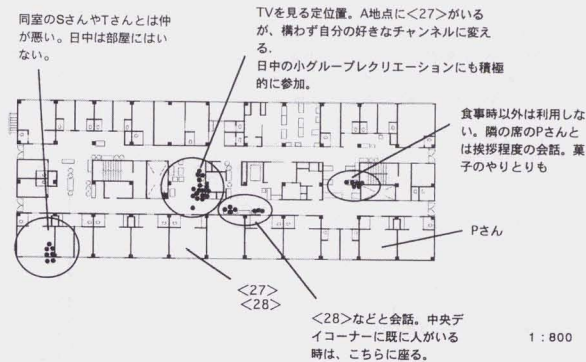 同室のSさんやTさんとは仲
が悪い。日中は部屋にはい
ない。
TVを見る定位置。A地点に<27>がいる
が、構わず自分の好きなチャンネルに変え
る.
日中の小グループレクリエーションにも積極
的に参加。
食事時以外は利用しな
い。隣の席のPさんと
は挨拶程度の会話。菓
子のやりとりも
Pさん
<27>
<28>
<28>などと会話。中央デ
イコーナーに既に人がいる
時は、こちらに座る。
1:800